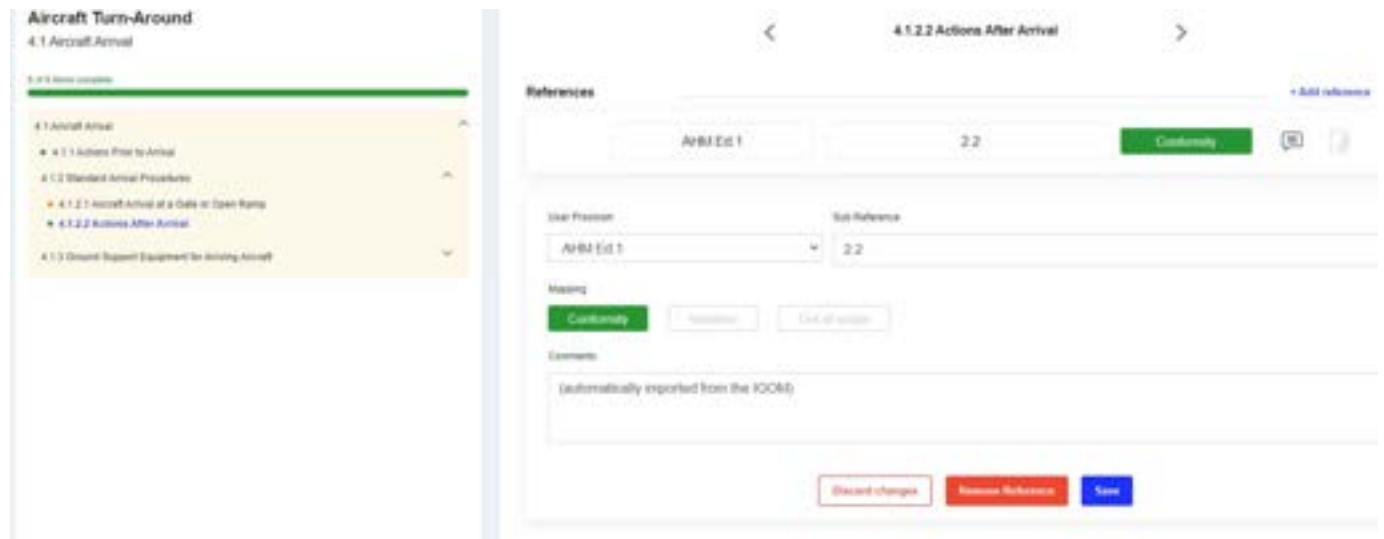 Aircraft Turn-Around
4.1 Aircraft Arrival
4.1 Aircraft Arrival
4.1.1 Actions Prior to Arrival
4.1.2 Standard Arrival Procedures
4.1.2.1 Aircraft Arrival at a Gate or Open Ramp
4.1.2.2 Actions After Arrival
4.1.3 Ground Support Equipment for Arriving Aircraft
4.1.2.2 Actions After Arrival
References
+ Add reference
AHM Ed.1 2.2 Conformity
User Provision Sub Reference
AHM Ed.1 2.2
Mapping
Conformity Variation Out of scope
Comments
(automatically imported from the IGOM)
Discard changes Remove Reference Save